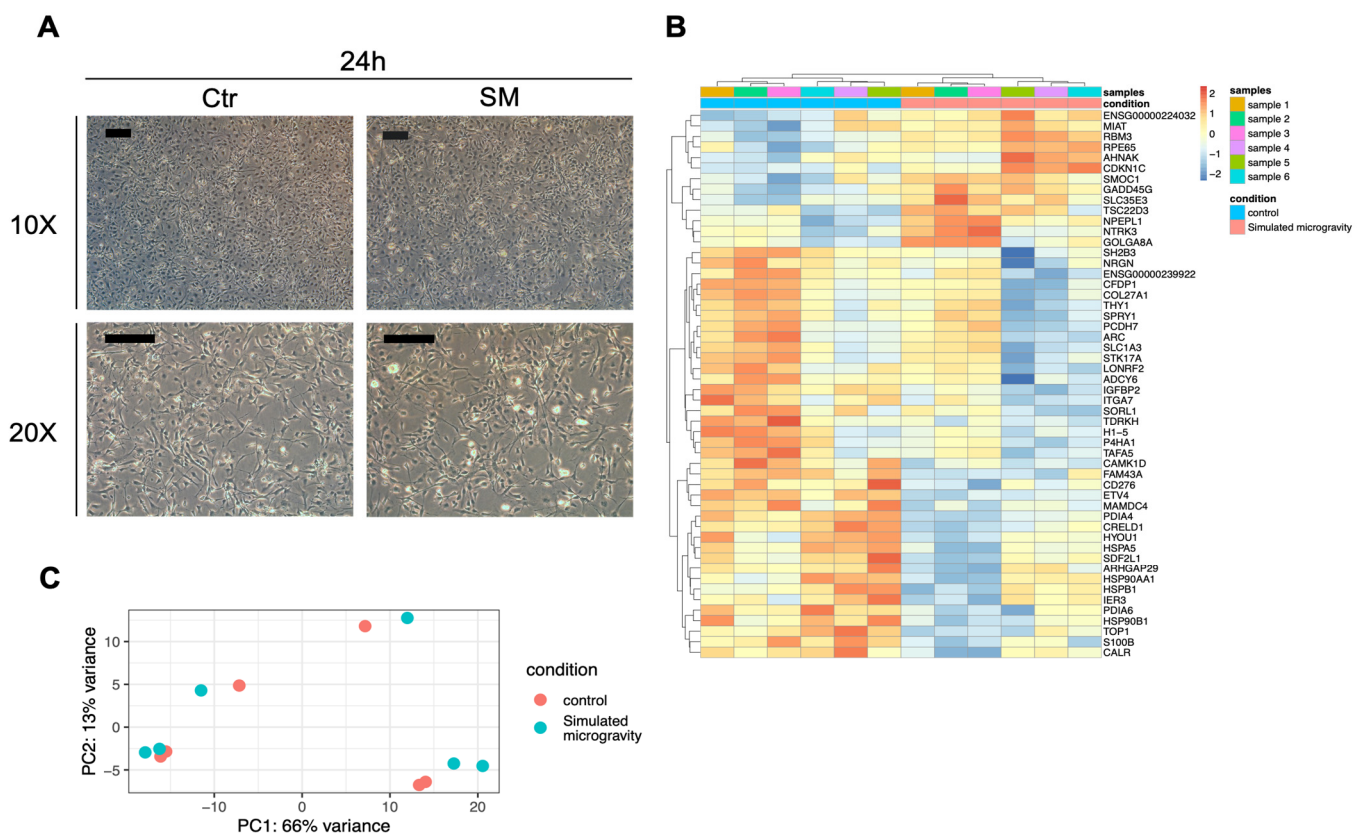 A
24h
Ctr
SM
10X
20X
B
samples
condition
ENSG00000224032
MIAT
RBM3
RPE65
AHNAK
CDKN1C
SMOC1
GADD45G
SLC35E3
TSC22D3
NPEPL1
NTRK3
GOLGA8A
SH2B3
NRGN
ENSG00000239922
CFDP1
COL27A1
THY1
SPRY1
PCDH7
ARC
SLC1A3
STK17A
LONRF2
ADCY6
IGFBP2
ITGA7
SORL1
TDRKH
H1−5
P4HA1
TAFA5
CAMK1D
FAM43A
CD276
ETV4
MAMDC4
PDIA4
CRELD1
HYOU1
HSPA5
SDF2L1
ARHGAP29
HSP90AA1
HSPB1
IER3
PDIA6
HSP90B1
TOP1
S100B
CALR
2
1
0
−1
−2
samples
sample 1
sample 2
sample 3
sample 4
sample 5
sample 6
condition
control
Simulated microgravity
C
PC2: 13% variance
10
5
0
−5
−10
0
10
20
PC1: 66% variance
condition
control
Simulated
microgravity